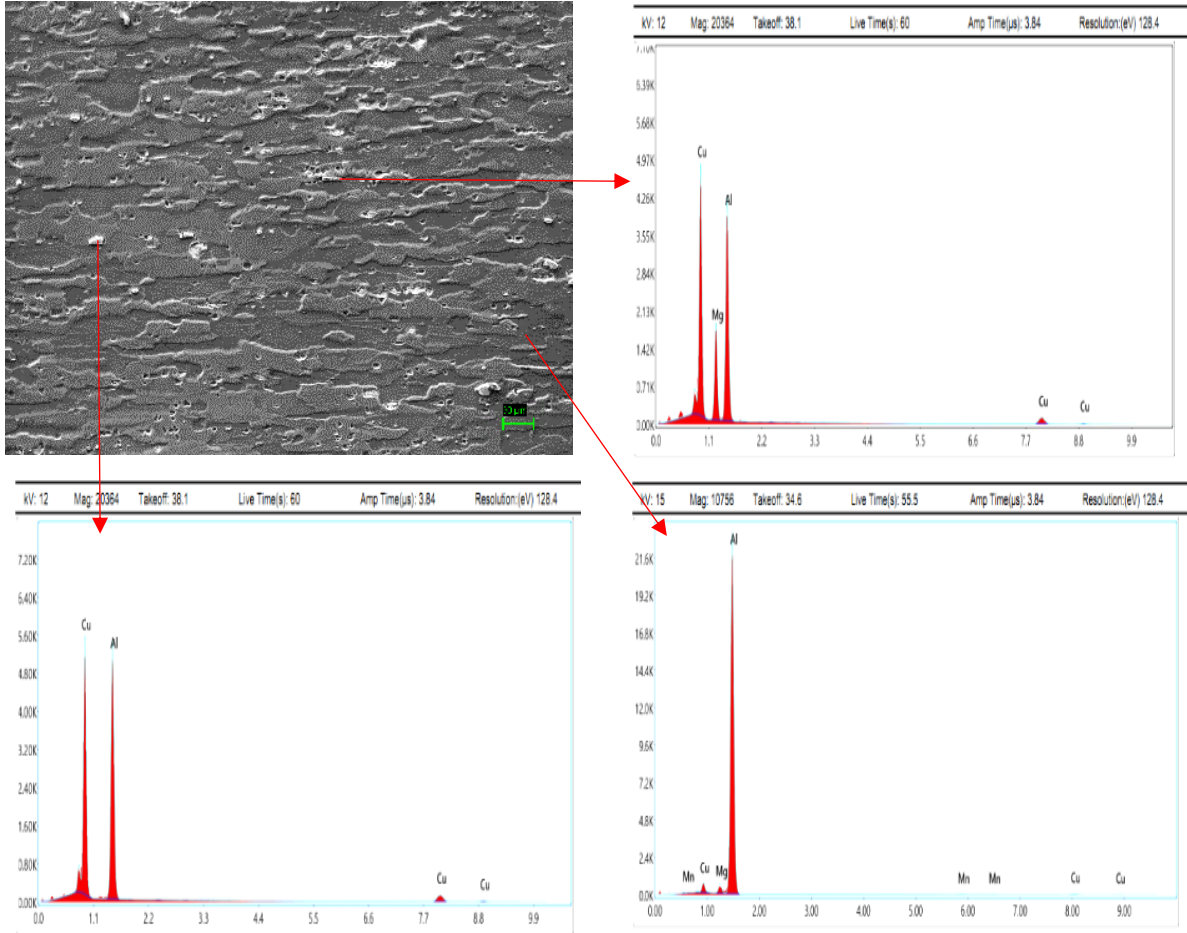 kV: 12 Mag: 20364 Takeoff: 38.1 Live Time(s): 60 Amp Time(µs): 3.84 Resolution:(eV) 128.4
6.39K
5.68K
Cu
4.97K
Al
4.26K
3.55K
2.84K
Mg
2.13K
1.42K
Cu
Cu
0.71K
0.00K
0.0 1.1 2.2 3.3 4.4 5.5 6.6 7.7 8.8 9.9
kV: 12 Mag: 20364 Takeoff: 38.1 Live Time(s): 60 Amp Time(µs): 3.84 Resolution:(eV) 128.4
7.20K
6.40K
Cu
5.60K
Al
4.80K
4.00K
3.20K
2.40K
1.60K
Cu
Cu
0.80K
0.00K
0.0 1.1 2.2 3.3 4.4 5.5 6.6 7.7 8.8 9.9
kV: 15 Mag: 10756 Takeoff: 34.6 Live Time(s): 55.5 Amp Time(µs): 3.84 Resolution:(eV) 128.4
Al
21.6K
19.2K
16.8K
14.4K
12.0K
9.6K
7.2K
4.8K
2.4K
Mn Cu Mg Mn Mn Cu Cu
0.0K
0.00 1.00 2.00 3.00 4.00 5.00 6.00 7.00 8.00 9.00